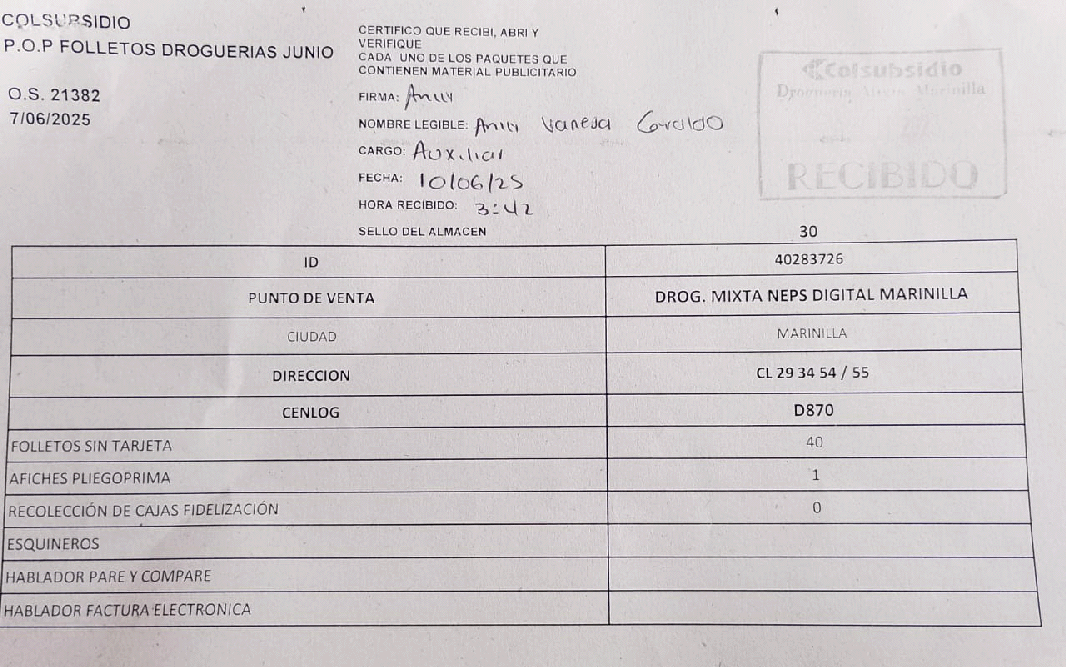 COLSURSIDIO
P.O.P FOLLETOS DROGUERIAS JUNIO
O.S. 21382
7/06/2025
CERTIFICO QUE RECIBI, ABRI Y
VERIFIQUE
CADA UNO DE LOS PAQUETES QUE
CONTIENEN MATERIAL PUBLICITARIO
FIRMA:
NOMBRE LEGIBLE: Vanesa
CARGO: Auxiliar
FECHA: 10/06/25
HORA RECIBIDO: 3:42
SELLO DEL ALMACEN
Colsubsidio
Marinilla
RECIBIDO
30
ID 40283726
PUNTO DE VENTA DROG. MIXTA NEPS DIGITAL MARINILLA
CIUDAD MARINILLA
DIRECCION CL 29 34 54 / 55
CENLOG D870
FOLLETOS SIN TARJETA 40
AFICHES PLIEGOPRIMA 1
RECOLECCIÓN DE CAJAS FIDELIZACIÓN 0
ESQUINEROS
HABLADOR PARE Y COMPARE
HABLADOR FACTURA ELECTRONICA